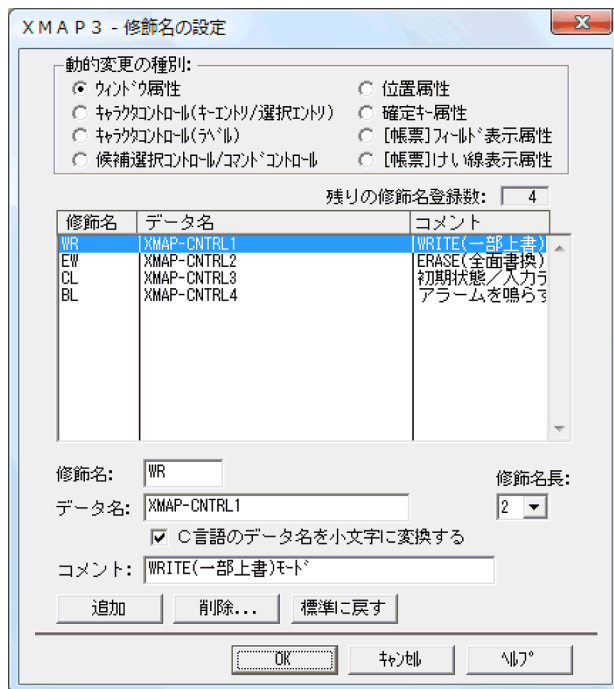 ＸＭＡＰ３ - 修飾名の設定
動的変更の種別:
ｳｨﾝﾄﾞｳ属性
位置属性
ｷｬﾗｸﾀｺﾝﾄﾛｰﾙ(ｷｰｴﾝﾄﾘ/選択ｴﾝﾄﾘ)
確定ｷｰ属性
ｷｬﾗｸﾀｺﾝﾄﾛｰﾙ(ﾗﾍﾞﾙ)
[帳票]ﾌｨｰﾙﾄﾞ表示属性
候補選択ｺﾝﾄﾛｰﾙ/ｺﾏﾝﾄﾞｺﾝﾄﾛｰﾙ
[帳票]けい線表示属性
残りの修飾名登録数: 4
修飾名 データ名 コメント
WR XMAP-CNTRL1 WRITE(一部上書)
EW XMAP-CNTRL2 ERASE(全面書換)
CL XMAP-CNTRL3 初期状態／入力テ
BL XMAP-CNTRL4 アラームを鳴らす
修飾名: WR
修飾名長:
データ名: XMAP-CNTRL1
2
Ｃ言語のデータ名を小文字に変換する
コメント: WRITE(一部上書)ﾓｰﾄﾞ
追加 削除... 標準に戻す
OK ｷｬﾝｾﾙ ﾍﾙﾌﾟ